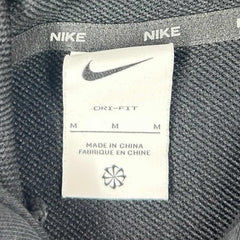 NIKE NIKE
DRI-FIT
M M M
MADE IN CHINA
FABRIQUÉ EN CHINE